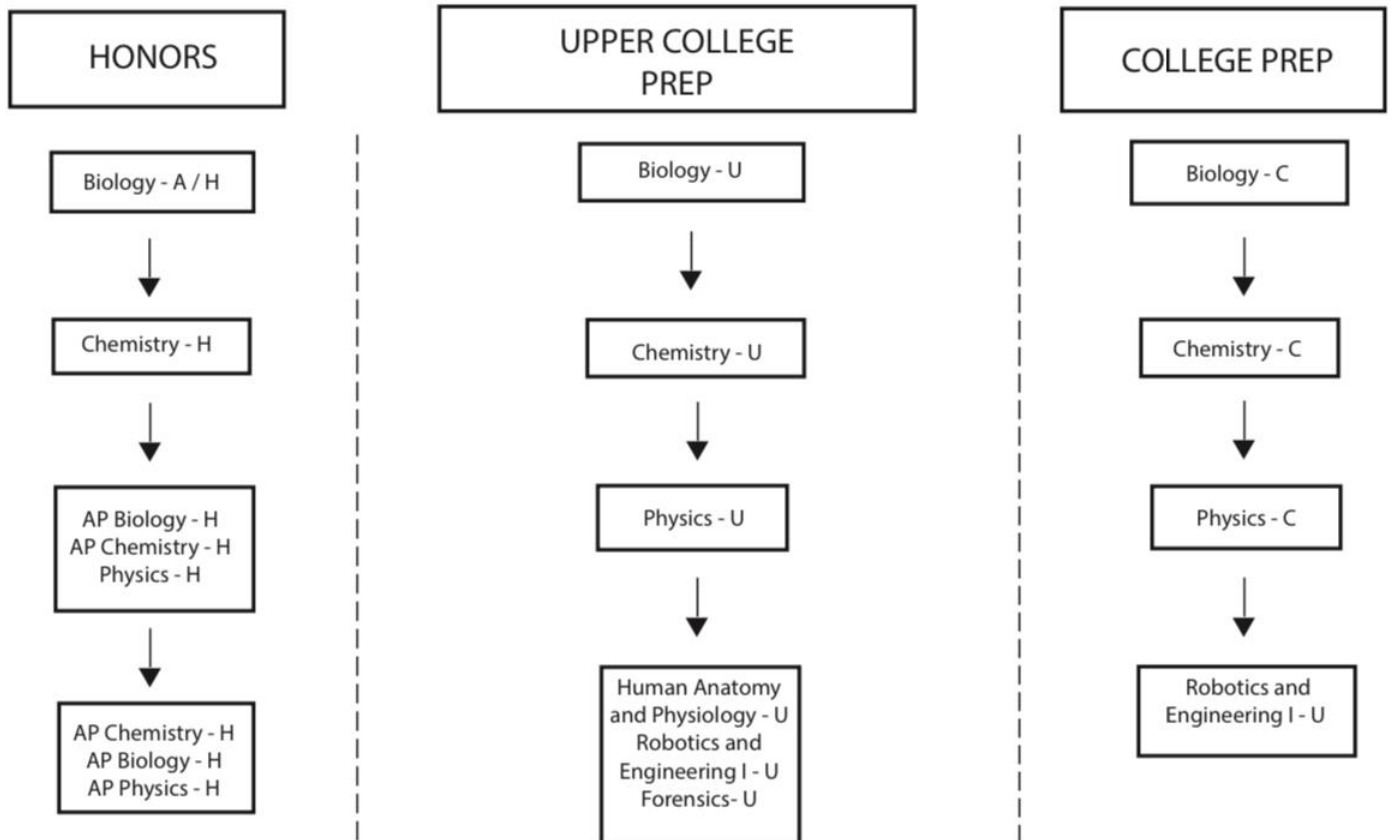 HONORS
Biology - A / H
Chemistry - H
AP Biology - H
AP Chemistry - H
Physics - H
AP Chemistry - H
AP Biology - H
AP Physics - H
UPPER COLLEGE
PREP
Biology - U
Chemistry - U
Physics - U
Human Anatomy
and Physiology - U
Robotics and
Engineering I - U
Forensics- U
COLLEGE PREP
Biology - C
Chemistry - C
Physics - C
Robotics and
Engineering I - U